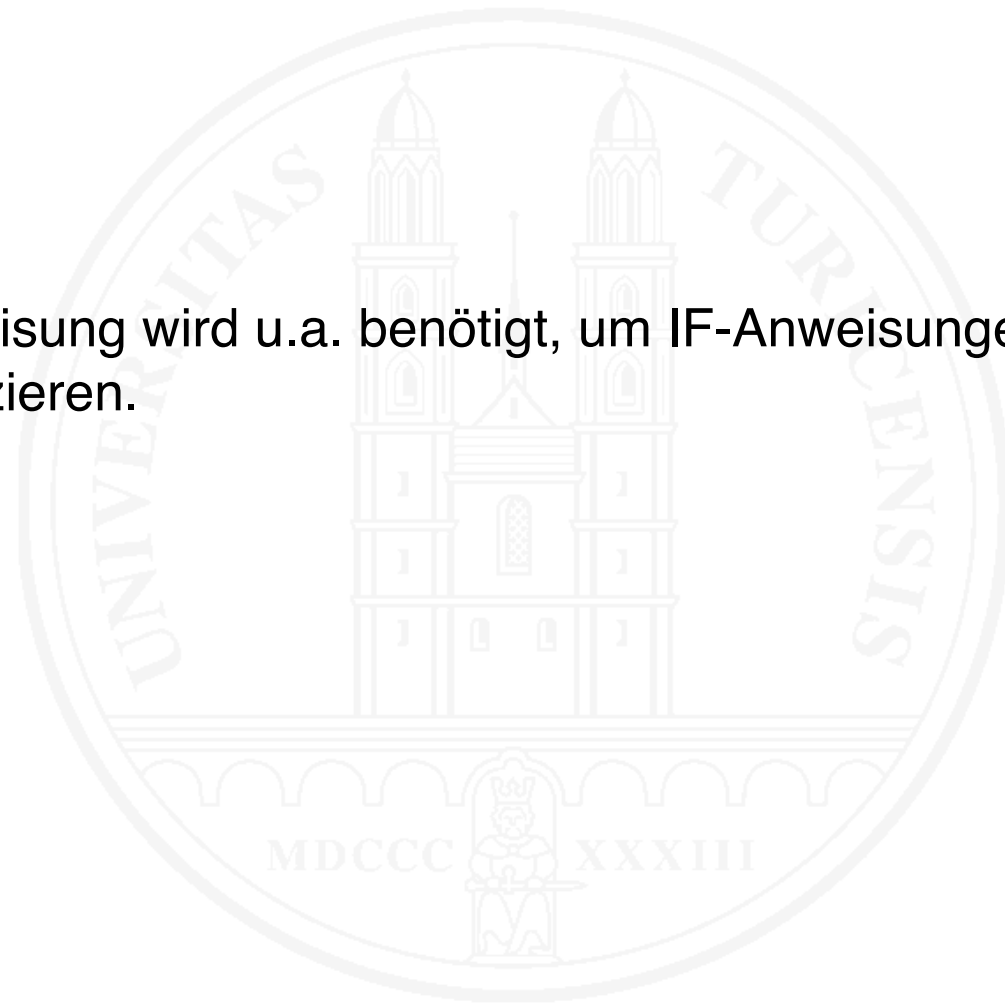 isung wird u.a. benötigt, um IF-Anweisunge
zieren.
UNIVERSITAS TURICENSIS
MDCCC XXXIII